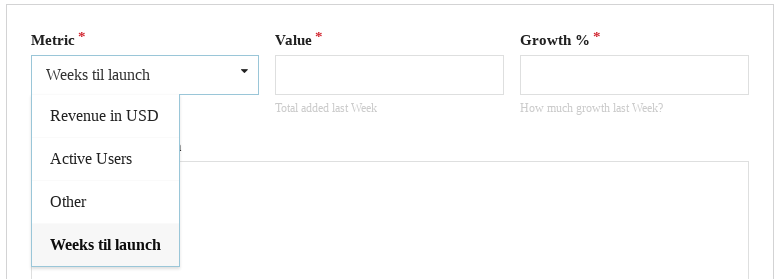 Metric * Value * Growth % *
Weeks til launch
Total added last Week How much growth last Week?
Revenue in USD
Active Users
Other
Weeks til launch